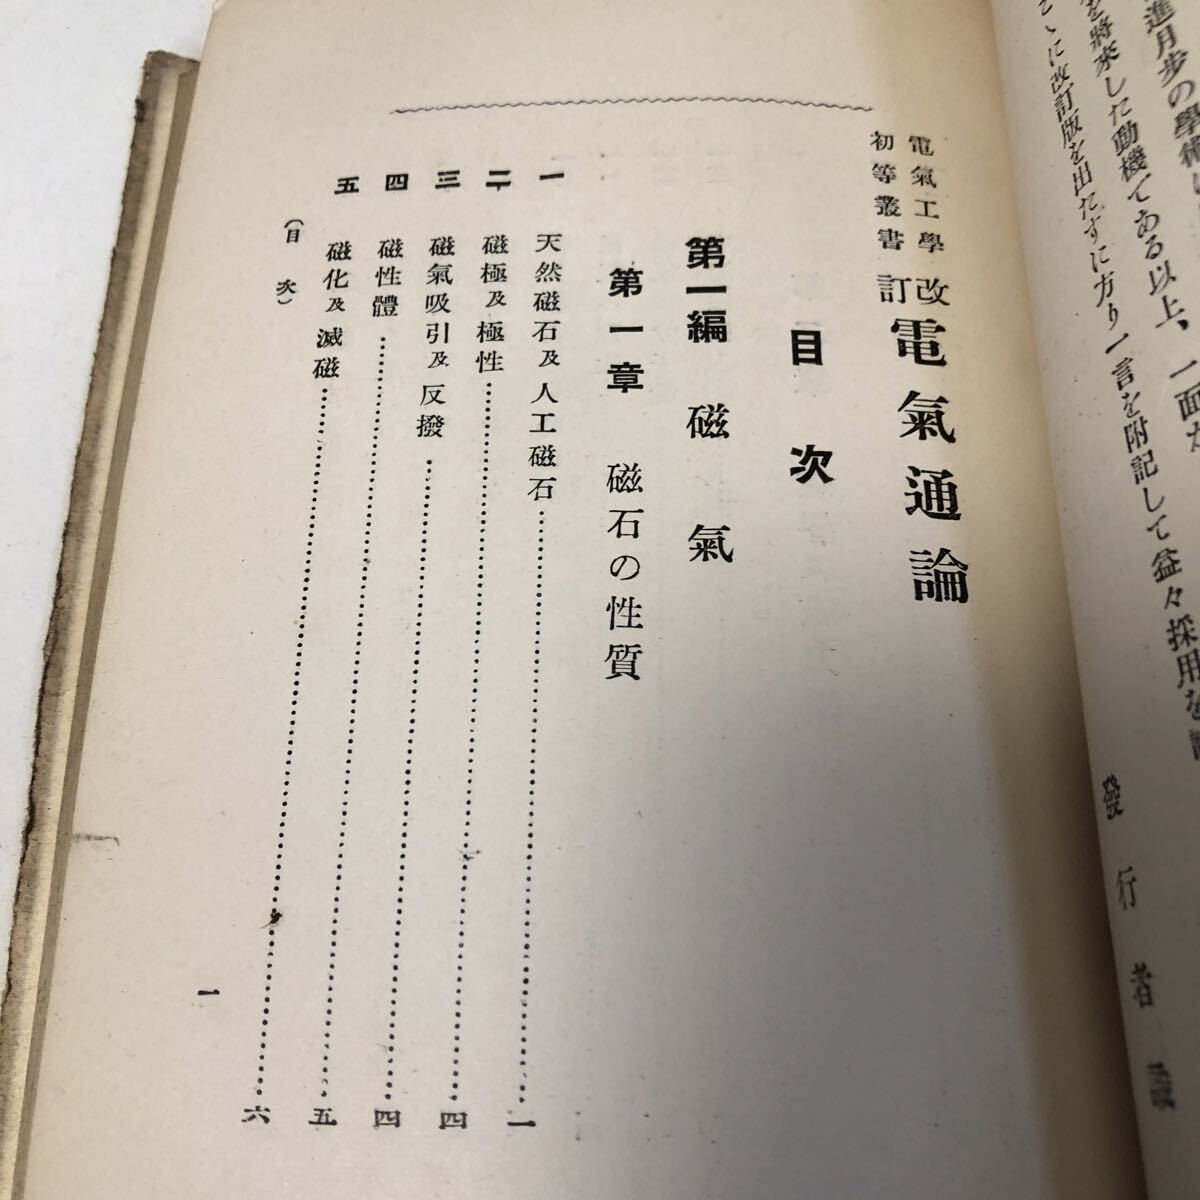 進月歩の學術
を將來した動機である以上、一面
に改訂版を出だすに方り一言を附記して益々採用を
發行者
電氣工學
初等叢書
改訂
電氣通論
目次
第一編 磁氣
第一章 磁石の性質
一 天然磁石及人工磁石……一
二 磁極及極性……四
三 磁氣吸引及反撥……四
四 磁性體……五
五 磁化及滅磁……六
(目次)
一